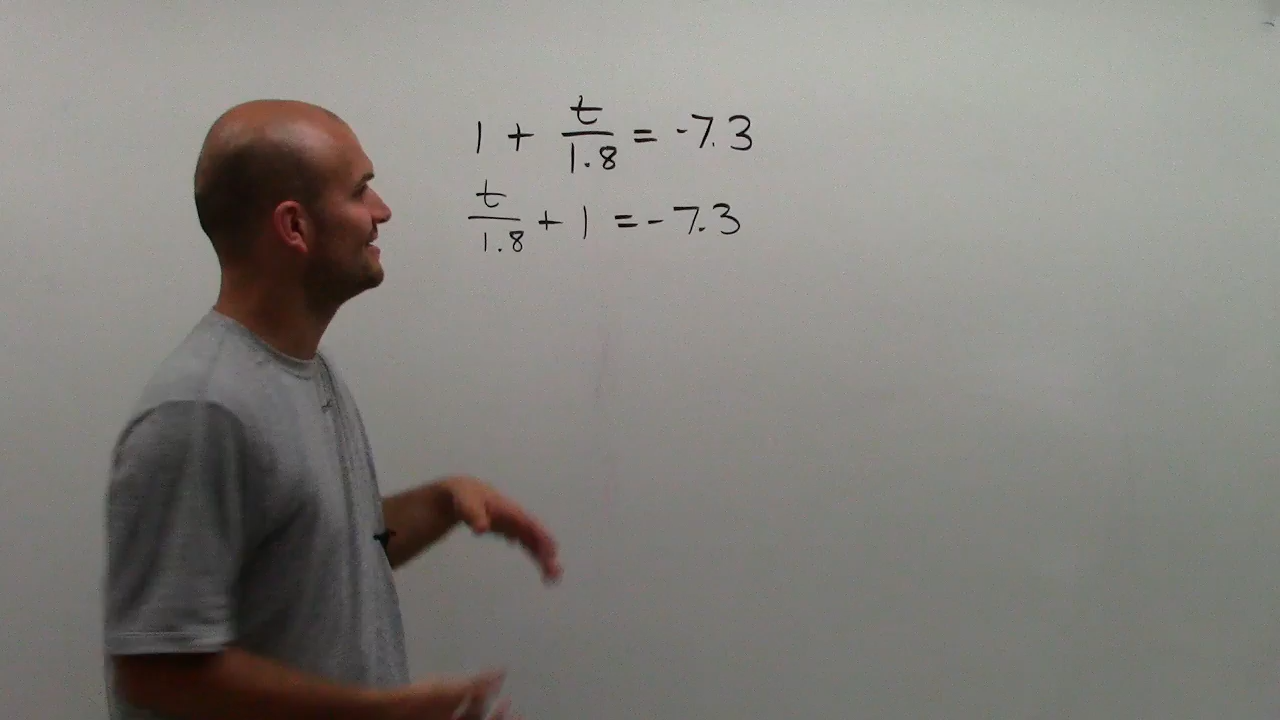 1 + t/1.8 = -7.3
t/1.8 + 1 = -7.3